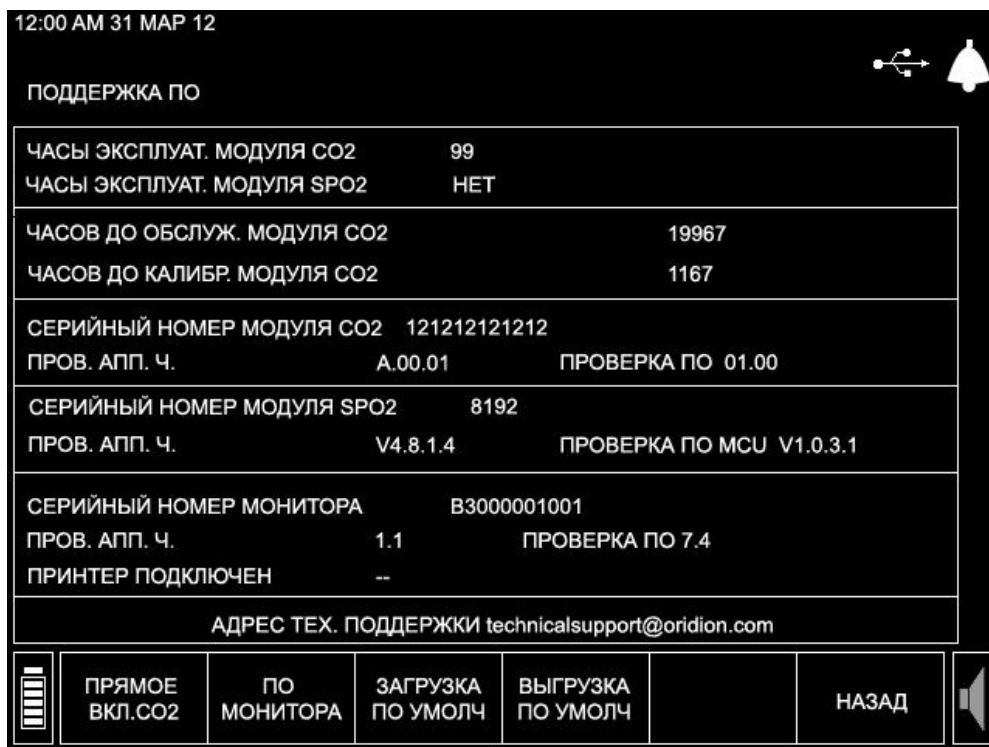 12:00 AM 31 МАР 12
ПОДДЕРЖКА ПО
ЧАСЫ ЭКСПЛУАТ. МОДУЛЯ CO2 99
ЧАСЫ ЭКСПЛУАТ. МОДУЛЯ SPO2 НЕТ
ЧАСОВ ДО ОБСЛУЖ. МОДУЛЯ CO2 19967
ЧАСОВ ДО КАЛИБР. МОДУЛЯ CO2 1167
СЕРИЙНЫЙ НОМЕР МОДУЛЯ CO2 121212121212
ПРОВ. АПП. Ч. A.00.01 ПРОВЕРКА ПО 01.00
СЕРИЙНЫЙ НОМЕР МОДУЛЯ SPO2 8192
ПРОВ. АПП. Ч. V4.8.1.4 ПРОВЕРКА ПО MCU V1.0.3.1
СЕРИЙНЫЙ НОМЕР МОНИТОРА B3000001001
ПРОВ. АПП. Ч. 1.1 ПРОВЕРКА ПО 7.4
ПРИНТЕР ПОДКЛЮЧЕН --
АДРЕС ТЕХ. ПОДДЕРЖКИ technicalsupport@oridion.com
ПРЯМОЕ
ВКЛ.CO2
ПО
МОНИТОРА
ЗАГРУЗКА
ПО УМОЛЧ
ВЫГРУЗКА
ПО УМОЛЧ
НАЗАД